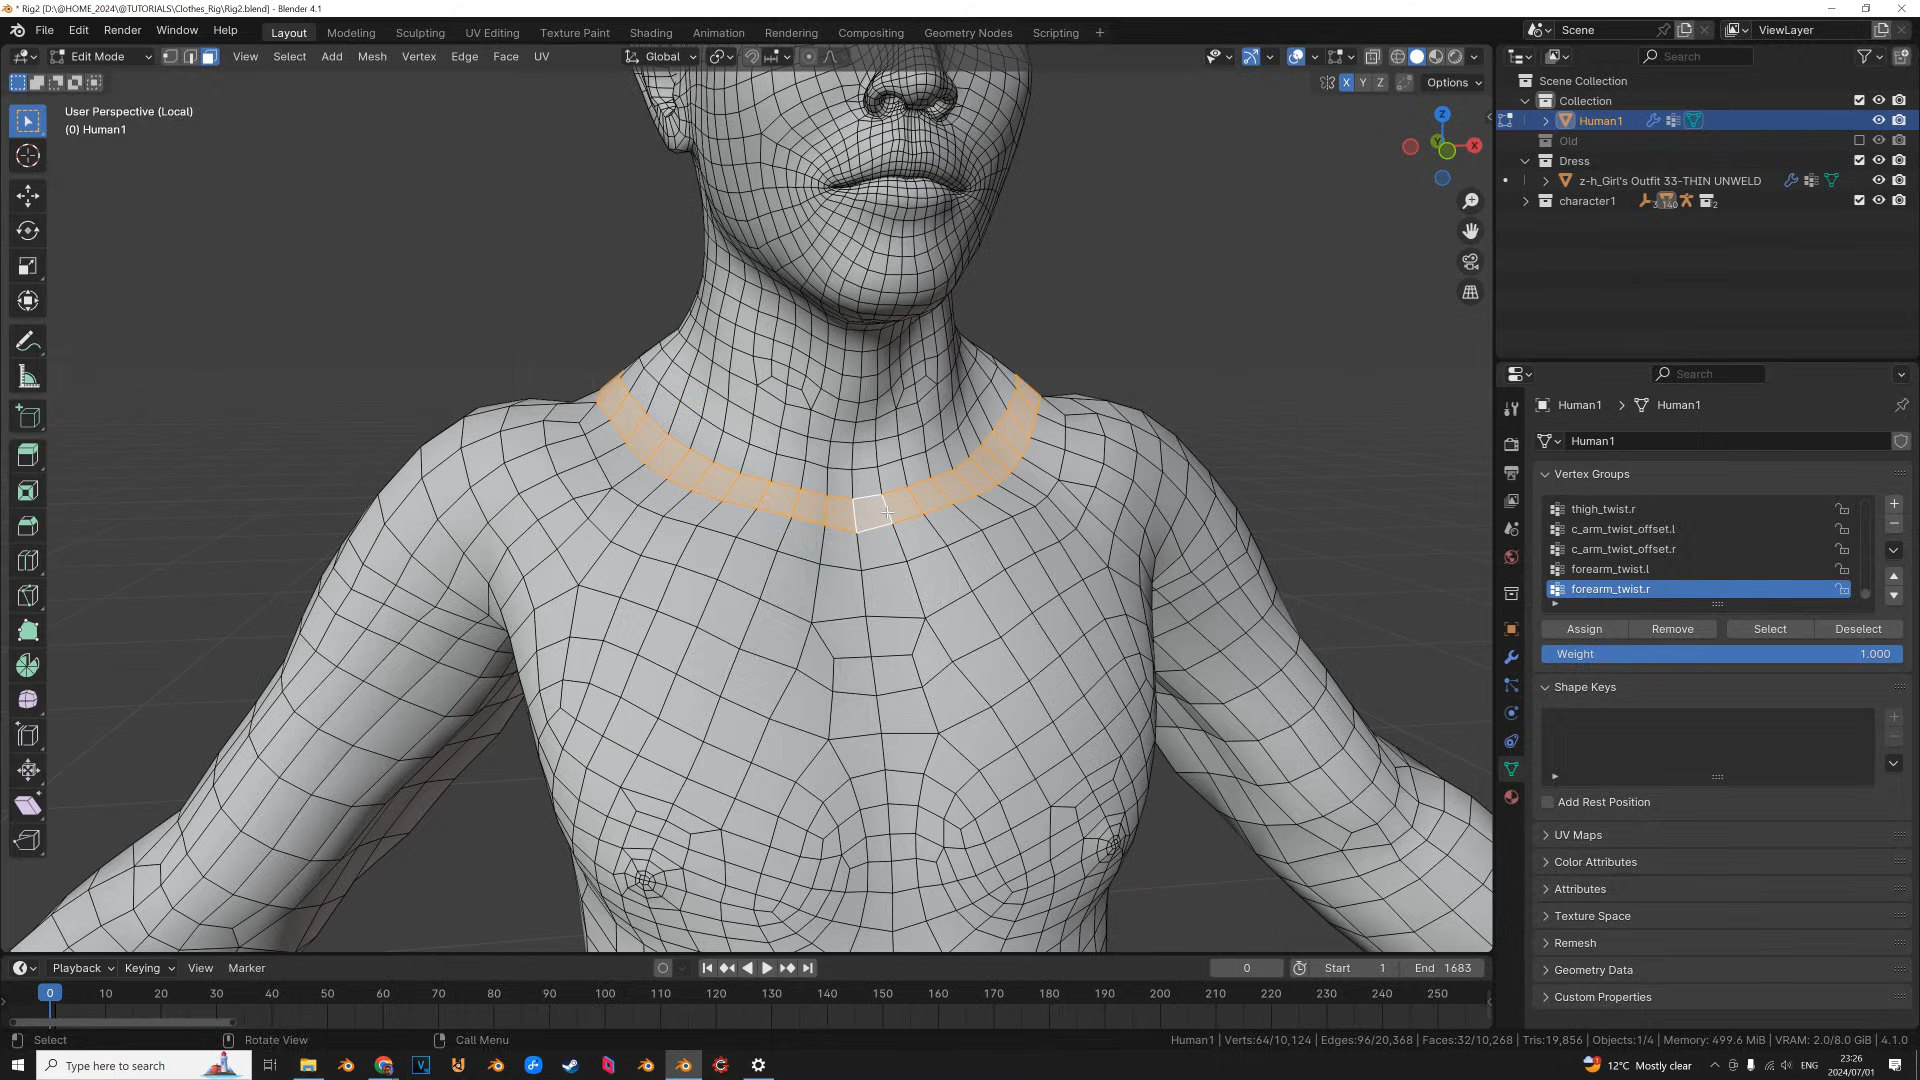 * Rig2 [D:\@HOME_2024\@TUTORIALS\Clothes_Rig\Rig2.blend] - Blender 4.1
File Edit Render Window Help Layout Modeling Sculpting UV Editing Texture Paint Shading Animation Rendering Compositing Geometry Nodes Scripting + Scene ViewLayer
Edit Mode View Select Add Mesh Vertex Edge Face UV Global Search
X Y Z Options
User Perspective (Local)
(0) Human1
Scene Collection
Collection
Human1
Old
Dress
z-h_Girl's Outfit 33-THIN UNWELD
character1 3 140 2
Z
Y
X
Search
Human1 > Human1
Human1
Vertex Groups
thigh_twist.r
c_arm_twist_offset.l
c_arm_twist_offset.r
forearm_twist.l
forearm_twist.r
Assign Remove Select Deselect
Weight 1.000
Shape Keys
Add Rest Position
UV Maps
Color Attributes
Attributes
Texture Space
Remesh
Geometry Data
Custom Properties
Playback Keying View Marker 0 Start 1 End 1683
0 10 20 30 40 50 60 70 80 90 100 110 120 130 140 150 160 170 180 190 200 210 220 230 240 250
Select Rotate View Call Menu Human1 | Verts:64/10,124 | Edges:96/20,368 | Faces:32/10,268 | Tris:19,856 | Objects:1/4 | Memory: 499.6 MiB | VRAM: 2.0/8.0 GiB | 4.1.0
Type here to search 12°C Mostly clear ENG 23:26
2024/07/01